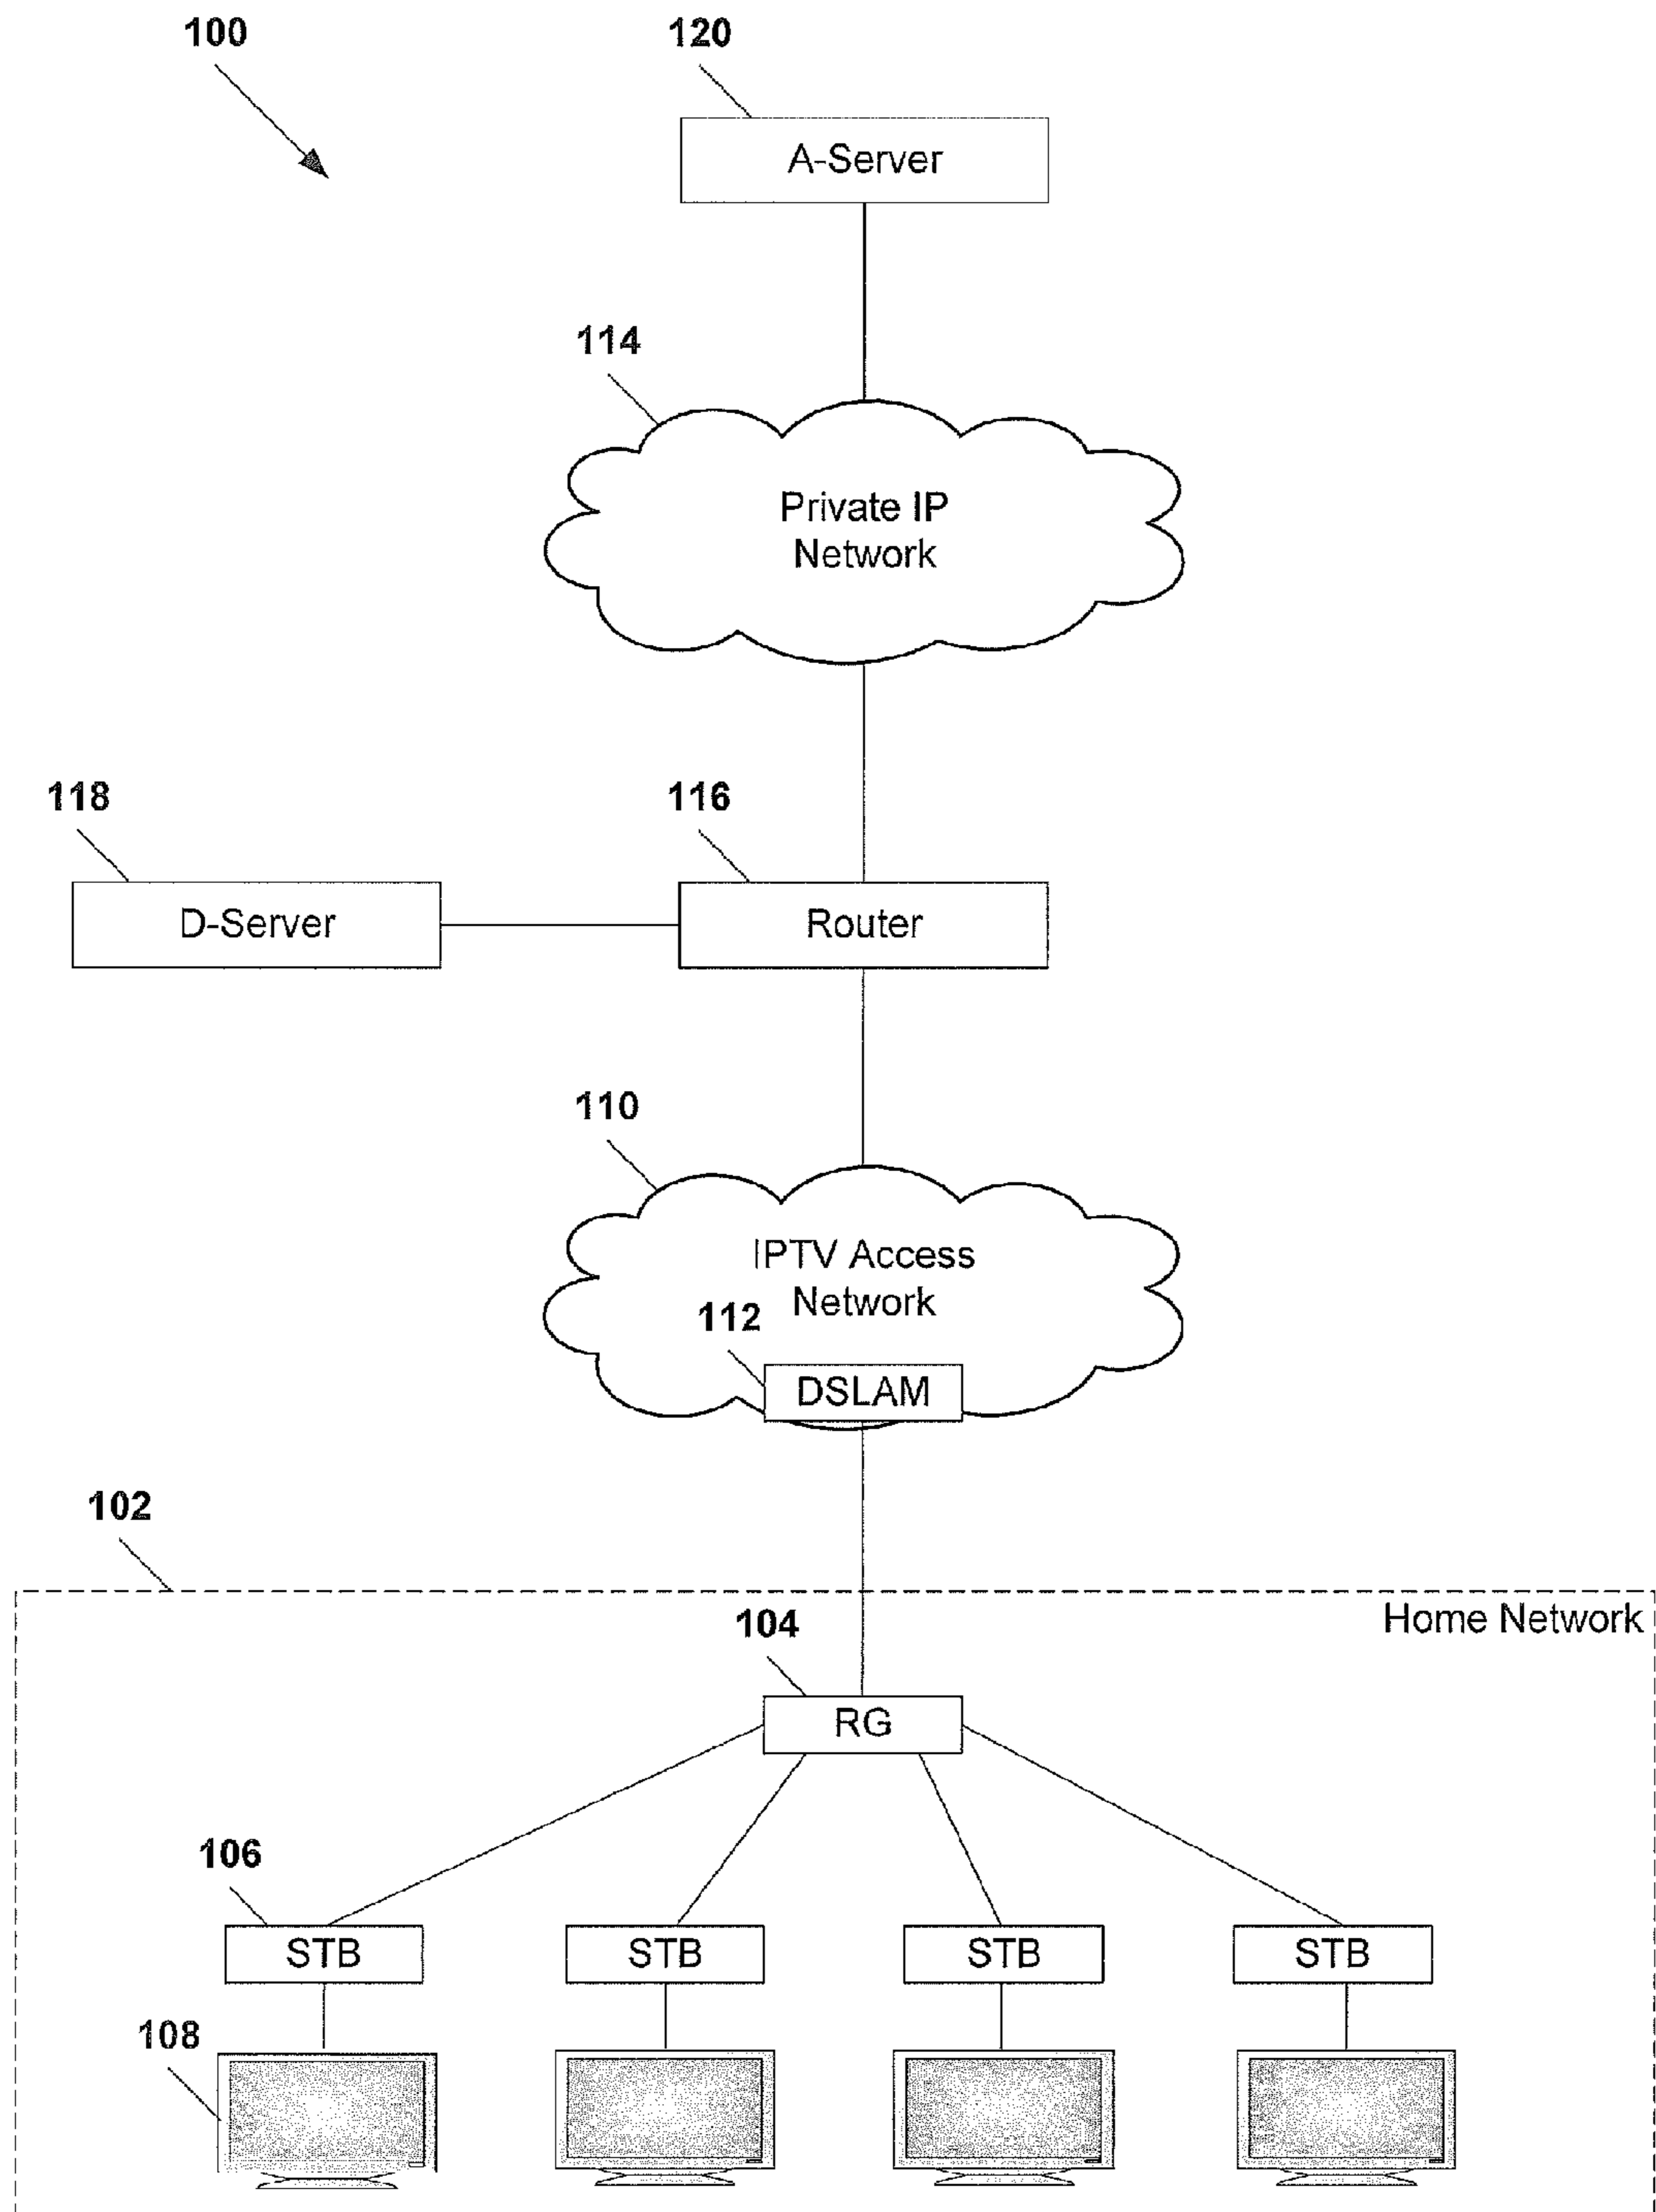 100
120
A-Server
114
Private IP
Network
118
116
D-Server
Router
110
IPTV Access
Network
112
DSLAM
102
Home Network
104
RG
106
STB
STB
STB
STB
108